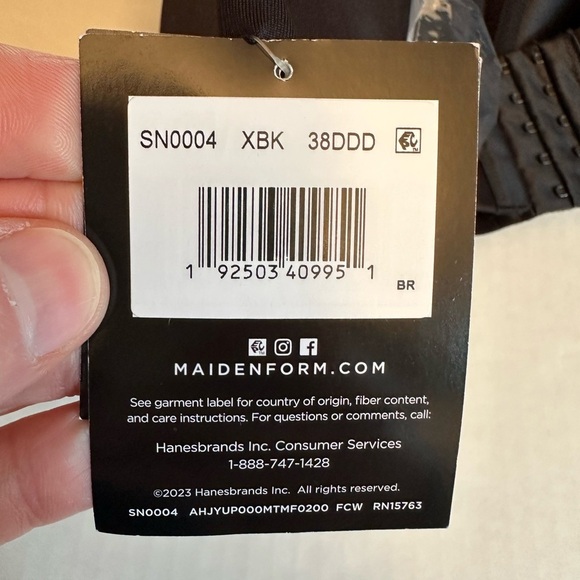 SN0004 XBK 38DDD
1 92503 40995 1
BR
MAIDENFORM.COM
See garment label for country of origin, fiber content,
and care instructions. For questions or comments, call:
Hanesbrands Inc. Consumer Services
1-888-747-1428
©2023 Hanesbrands Inc. All rights reserved.
SN0004 AHJYUP000MTMF0200 FCW RN15763